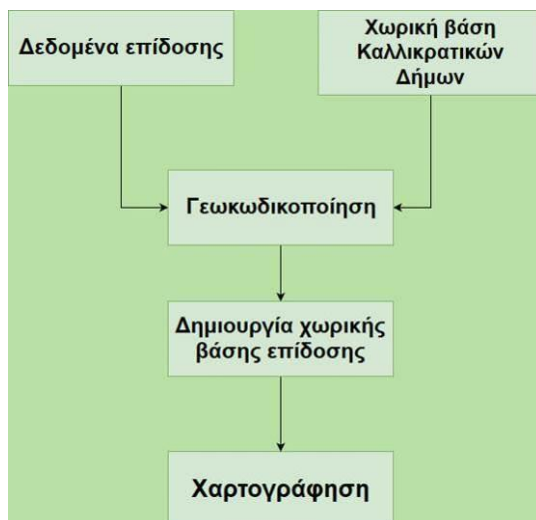 Δεδομένα επίδοσης
Χωρική βάση
Καλλικρατικών
Δήμων
Γεωκωδικοποίηση
Δημιουργία χωρικής
βάσης επίδοσης
Χαρτογράφηση